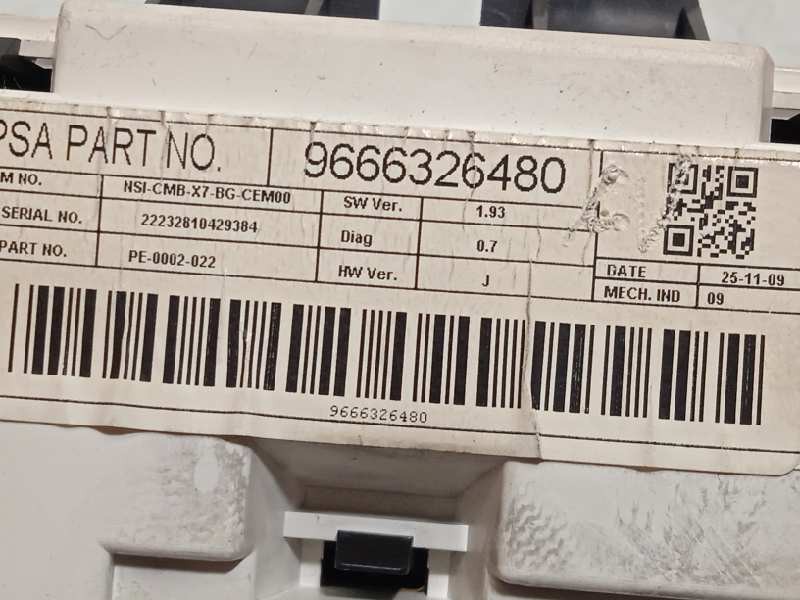 PSA PART NO. 9666326480
M NO. NSI-CMB-X7-BG-CEM00 SW Ver. 1.93
SERIAL NO. 22232810429384 Diag 0.7
PART NO. PE-0002-022 HW Ver. J
DATE 25-11-09
MECH. IND 09
9666326480